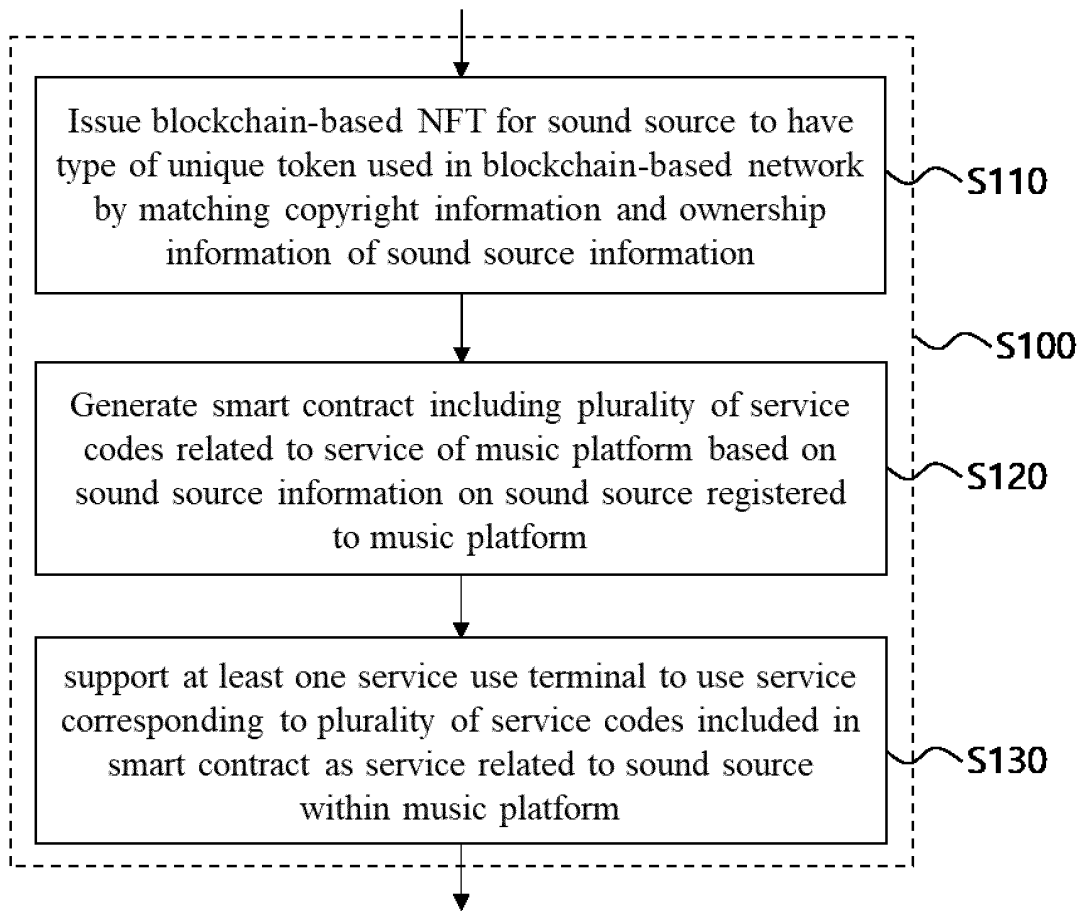 Issue blockchain-based NFT for sound source to have
type of unique token used in blockchain-based network
by matching copyright information and ownership
information of sound source information
S110
S100
Generate smart contract including plurality of service
codes related to service of music platform based on
sound source information on sound source registered
to music platform
S120
support at least one service use terminal to use service
corresponding to plurality of service codes included in
smart contract as service related to sound source
within music platform
S130